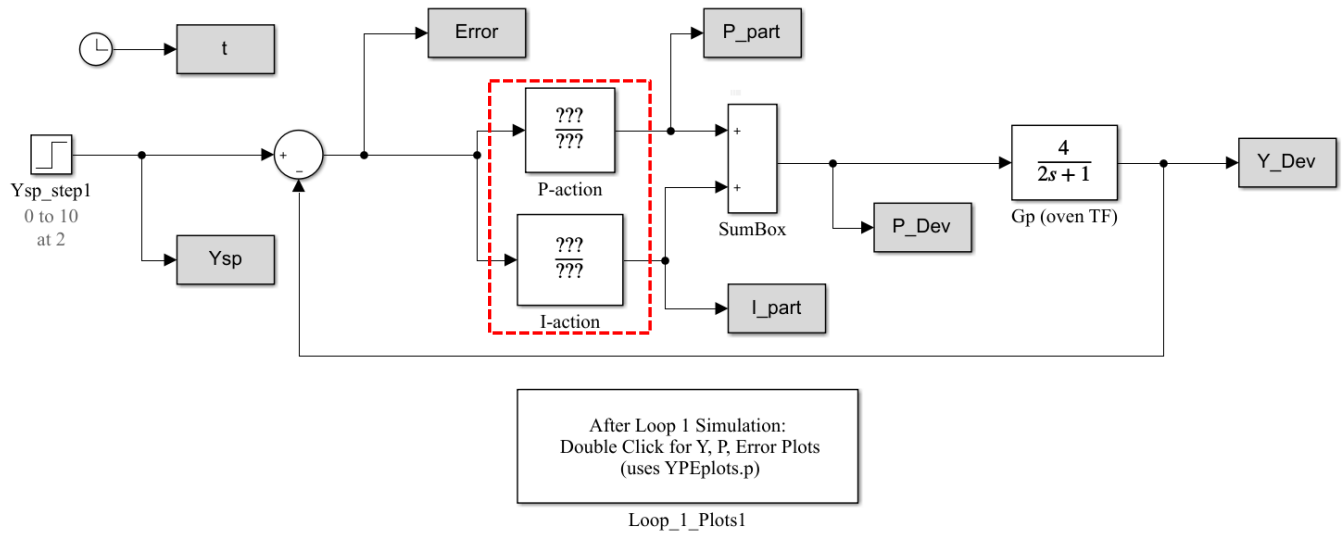 t
Error
P_part
Ysp_step1
0 to 10
at 2
+
−
???
???
P-action
+
+
SumBox
4
2s + 1
Gp (oven TF)
Y_Dev
P_Dev
Ysp
???
???
I-action
I_part
After Loop 1 Simulation:
Double Click for Y, P, Error Plots
(uses YPEplots.p)
Loop_1_Plots1